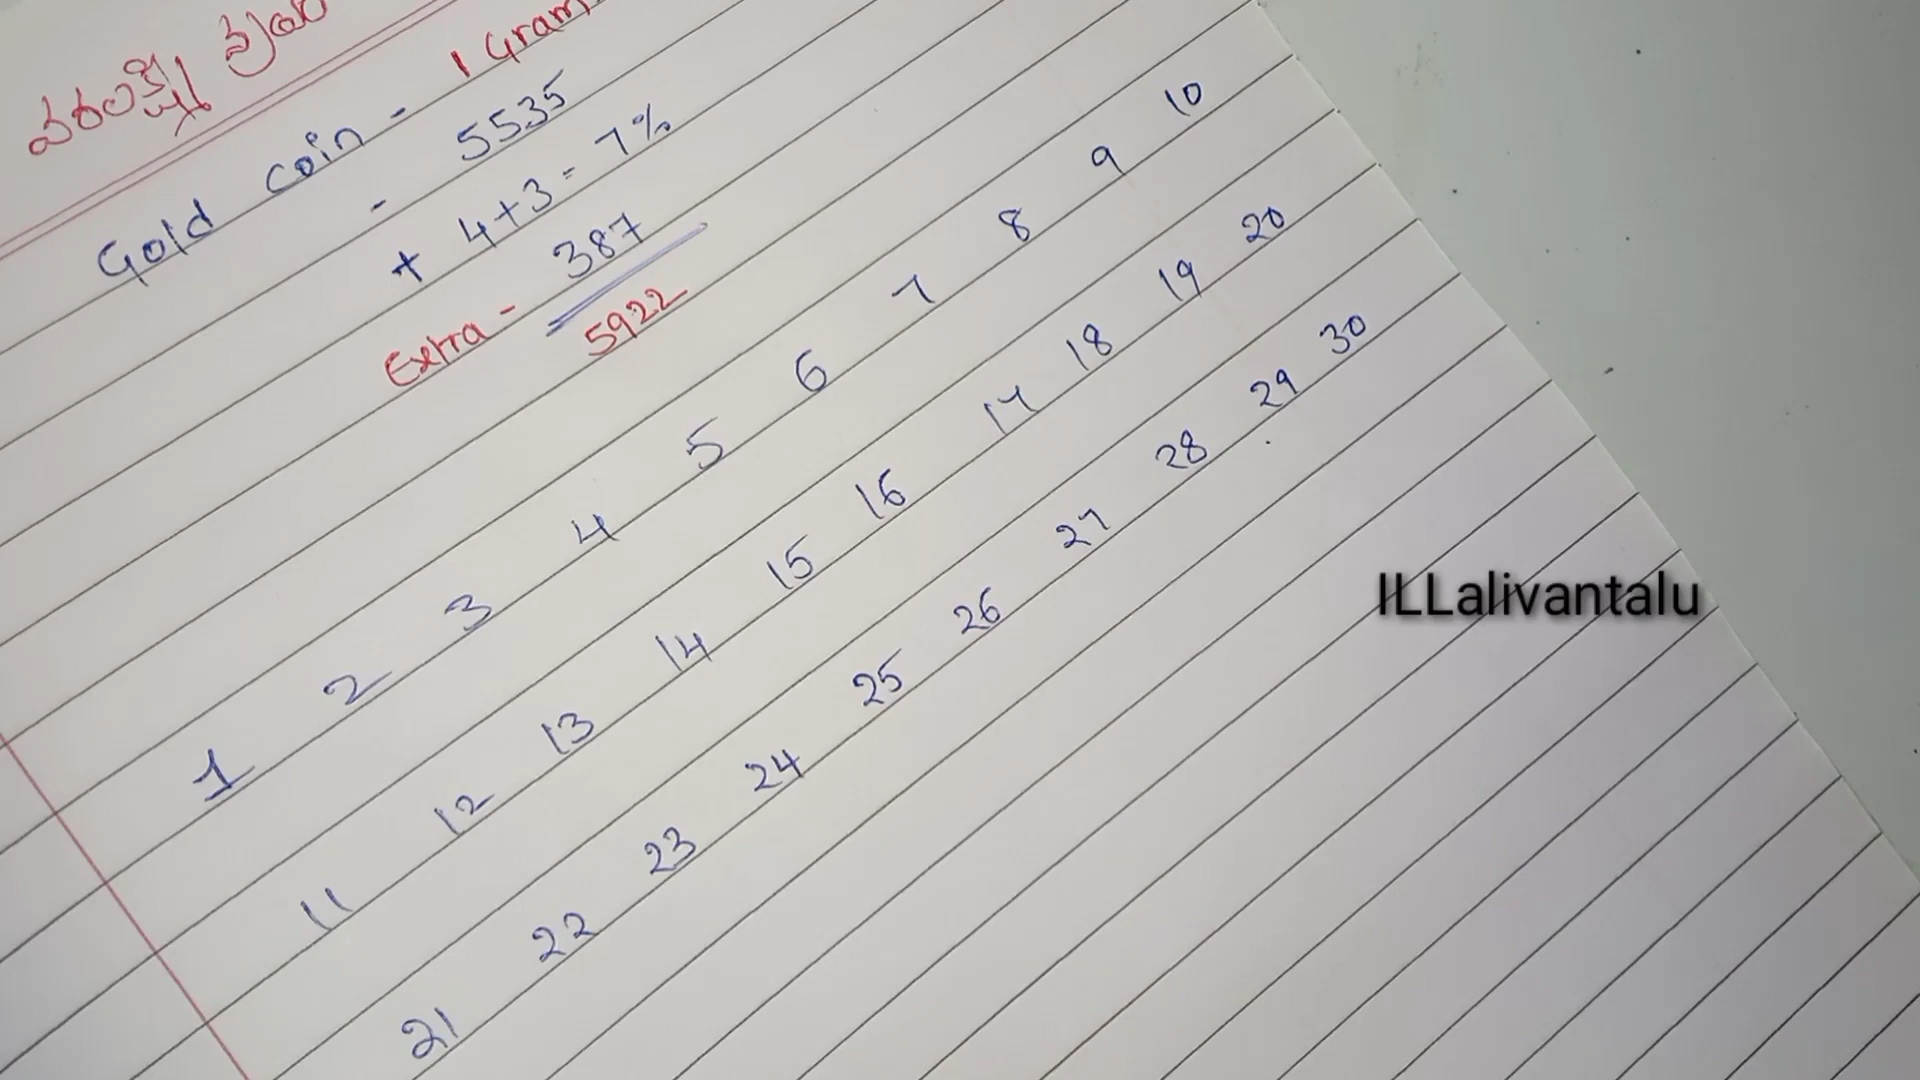 Gold coin - 1 Gram
- 5535
+ 4+3 = 7%
Extra - 387
5922
1 2 3 4 5 6 7 8 9 10
11 12 13 14 15 16 17 18 19 20
21 22 23 24 25 26 27 28 29 30
ILLalivantalu